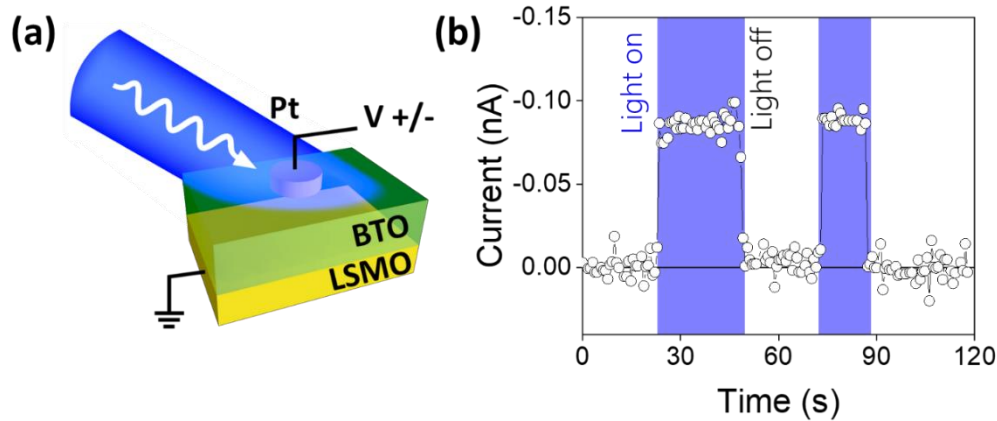 (a)
Pt
V +/-
BTO
LSMO
(b)
Current (nA)
-0.15
-0.10
-0.05
0.00
Light on
Light off
0
30
60
90
120
Time (s)